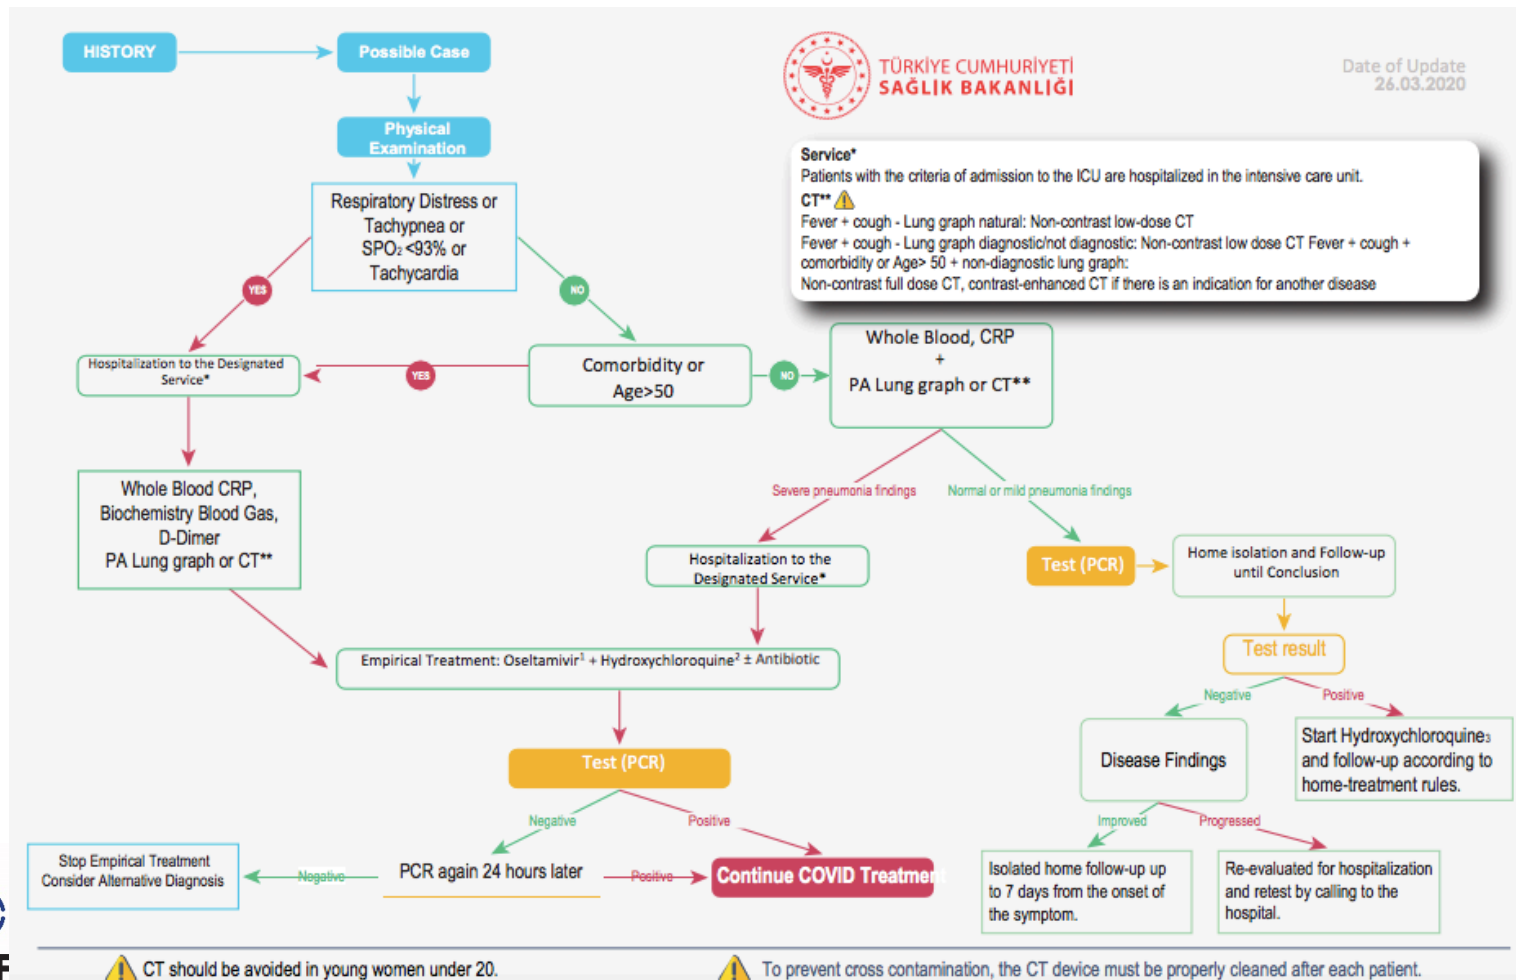 HISTORY
Possible Case
TÜRKİYE CUMHURİYETİ
SAĞLIK BAKANLIĞI
Date of Update
26.03.2020
Physical
Examination
Service*
Patients with the criteria of admission to the ICU are hospitalized in the intensive care unit.
CT**
Fever + cough - Lung graph natural: Non-contrast low-dose CT
Fever + cough - Lung graph diagnostic/not diagnostic: Non-contrast low dose CT Fever + cough +
comorbidity or Age> 50 + non-diagnostic lung graph:
Non-contrast full dose CT, contrast-enhanced CT if there is an indication for another disease
Respiratory Distress or
Tachypnea or
SPO₂ <93% or
Tachycardia
YES
NO
Hospitalization to the Designated
Service*
YES
Comorbidity or
Age>50
NO
Whole Blood, CRP
+
PA Lung graph or CT**
Whole Blood CRP,
Biochemistry Blood Gas,
D-Dimer
PA Lung graph or CT**
Severe pneumonia findings
Normal or mild pneumonia findings
Hospitalization to the
Designated Service*
Test (PCR)
Home isolation and Follow-up
until Conclusion
Empirical Treatment: Oseltamivir¹ + Hydroxychloroquine² ± Antibiotic
Test result
Negative
Positive
Test (PCR)
Disease Findings
Start Hydroxychloroquine₃
and follow-up according to
home-treatment rules.
Negative
Positive
Improved
Progressed
Stop Empirical Treatment
Consider Alternative Diagnosis
Negative
PCR again 24 hours later
Positive
Continue COVID Treatmen
Isolated home follow-up up
to 7 days from the onset of
the symptom.
Re-evaluated for hospitalization
and retest by calling to the
hospital.
CT should be avoided in young women under 20.
To prevent cross contamination, the CT device must be properly cleaned after each patient.